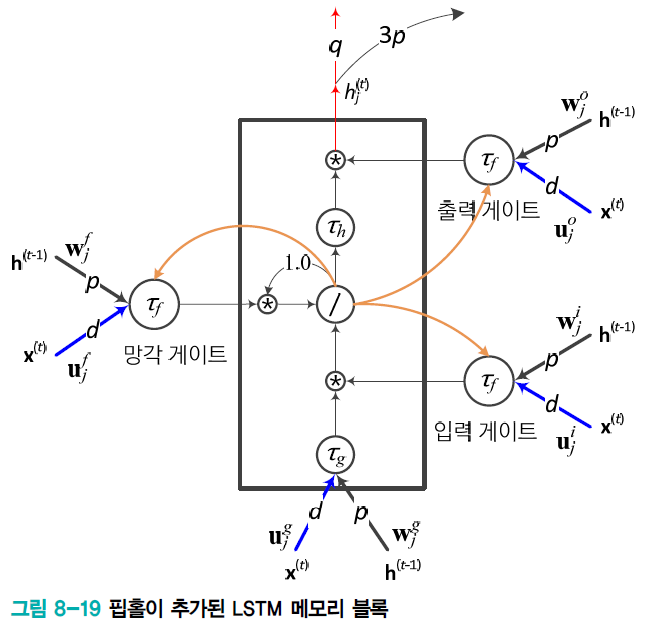 q
3p
h_j^(t)
w_j^o
h^(t-1)
*
τ_f
p
d
x^(t)
출력 게이트
u_j^o
τ_h
w_j^f
h^(t-1)
p
τ_f
1.0
*
/
d
x^(t)
u_j^f
망각 게이트
w_j^i
h^(t-1)
*
τ_f
p
d
x^(t)
입력 게이트
u_j^i
τ_g
d
p
u_j^g
w_j^g
x^(t)
h^(t-1)
그림 8-19 핍홀이 추가된 LSTM 메모리 블록